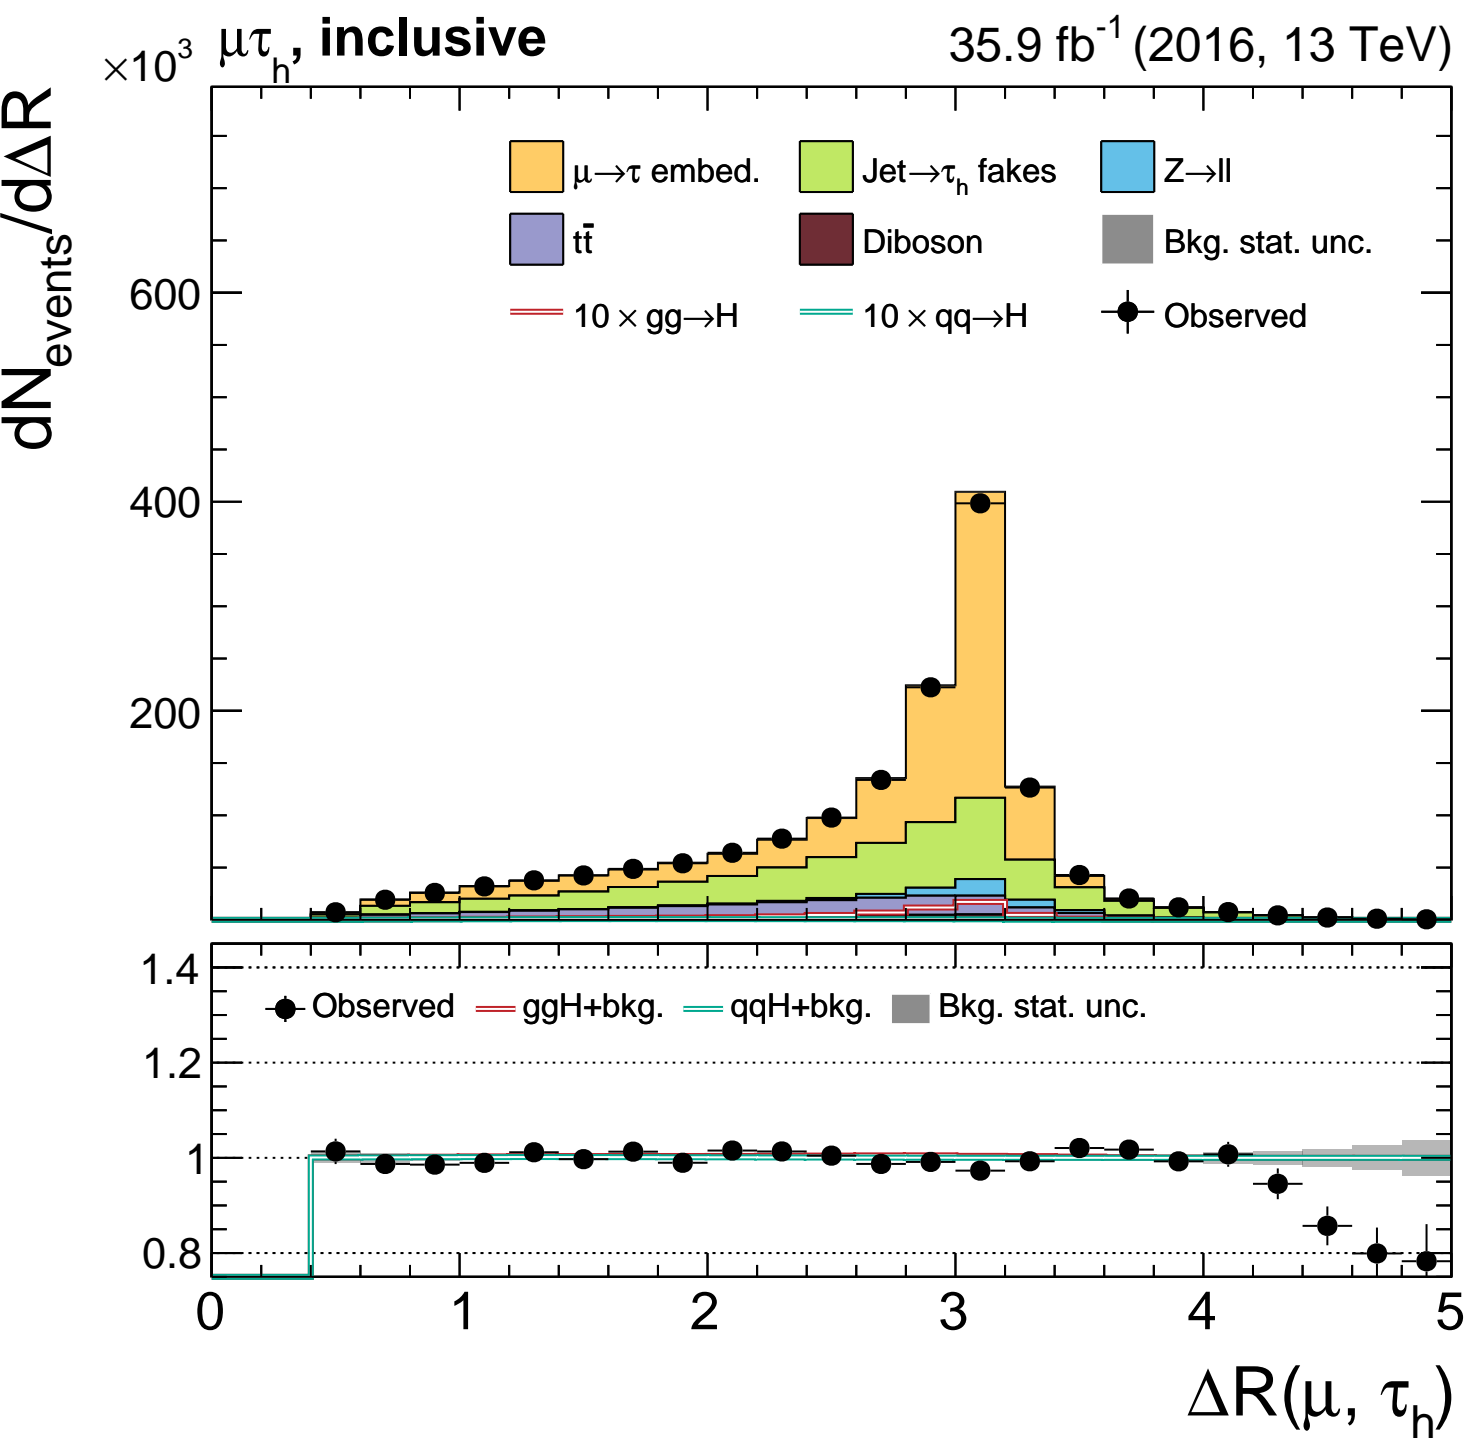 ×10³ μτh, inclusive 35.9 fb⁻¹ (2016, 13 TeV)
dNevents/dΔR
μ→τ embed. Jet→τh fakes Z→ll
tt̄ Diboson Bkg. stat. unc.
10 × gg→H 10 × qq→H Observed
600
400
200
1.4
Observed ggH+bkg. qqH+bkg. Bkg. stat. unc.
1.2
1
0.8
0 1 2 3 4 5
ΔR(μ, τh)